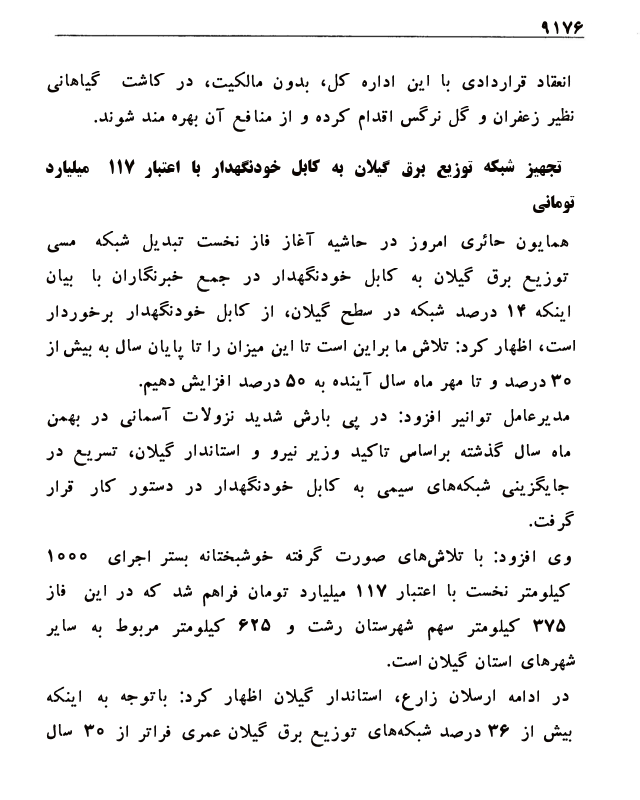 ۹۱۷۶
انعقاد قراردادی با این اداره کل، بدون مالکیت، در کاشت گیاهانی
نظیر زعفران و گل نرگس اقدام کرده و از منافع آن بهره مند شوند.
تجهیز شبکه توزیع برق گیلان به کابل خودنگهدار با اعتبار ۱۱۷ میلیارد
تومانی
همایون حائری امروز در حاشیه آغاز فاز نخست تبدیل شبکه مسی
توزیع برق گیلان به کابل خودنگهدار در جمع خبرنگاران با بیان
اینکه ۱۴ درصد شبکه در سطح گیلان، از کابل خودنگهدار برخوردار
است، اظهار کرد: تلاش ما براین است تا این میزان را تا پایان سال به بیش از
۳۰ درصد و تا مهر ماه سال آینده به ۵۰ درصد افزایش دهیم.
مدیرعامل توانیر افزود: در پی بارش شدید نزولات آسمانی در بهمن
ماه سال گذشته براساس تاکید وزیر نیرو و استاندار گیلان، تسریع در
جایگزینی شبکه‌های سیمی به کابل خودنگهدار در دستور کار قرار
گرفت.
وی افزود: با تلاش‌های صورت گرفته خوشبختانه بستر اجرای ۱۰۰۰
کیلومتر نخست با اعتبار ۱۱۷ میلیارد تومان فراهم شد که در این فاز
۳۷۵ کیلومتر سهم شهرستان رشت و ۶۲۵ کیلومتر مربوط به سایر
شهرهای استان گیلان است.
در ادامه ارسلان زارع، استاندار گیلان اظهار کرد: باتوجه به اینکه
بیش از ۳۶ درصد شبکه‌های توزیع برق گیلان عمری فراتر از ۳۰ سال